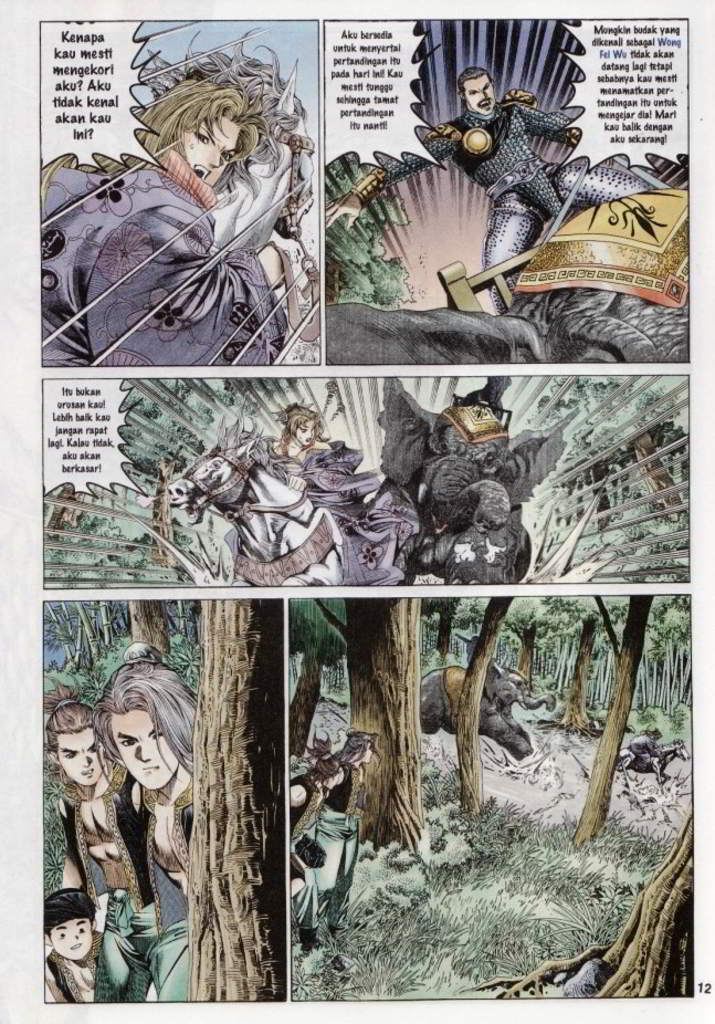 Kenapa
kau mesti
mengekori
aku? Aku
tidak kenal
akan kau
ini?
Aku bersedia
untuk menyertai
pertandingan itu
pada hari ini! Kau
mesti tunggu
sehingga tamat
pertandingan
itu nanti!
Mungkin budak yang
dikenali sebagai Wong
Fei Wu tidak akan
datang lagi tetapi
sebabnya kau mesti
menamatkan per-
tandingan itu untuk
mengejar dia! Mari
kau balik dengan
aku sekarang!
Itu bukan
urusan kau!
Lebih baik kau
jangan rapat
lagi. Kalau tidak,
aku akan
berkasar!
12